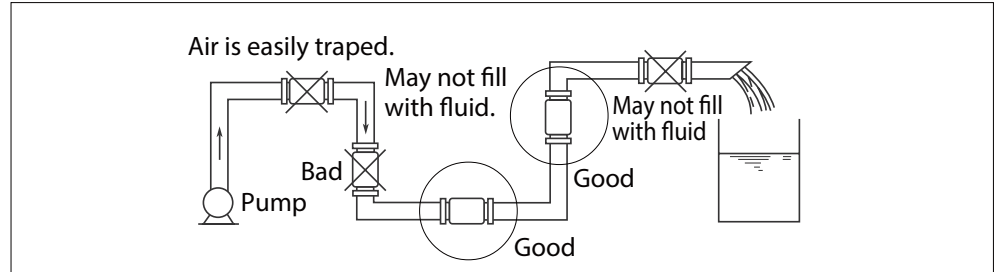 Air is easily traped.
May not fill
with fluid.
May not fill
with fluid
Bad
Pump
Good
Good